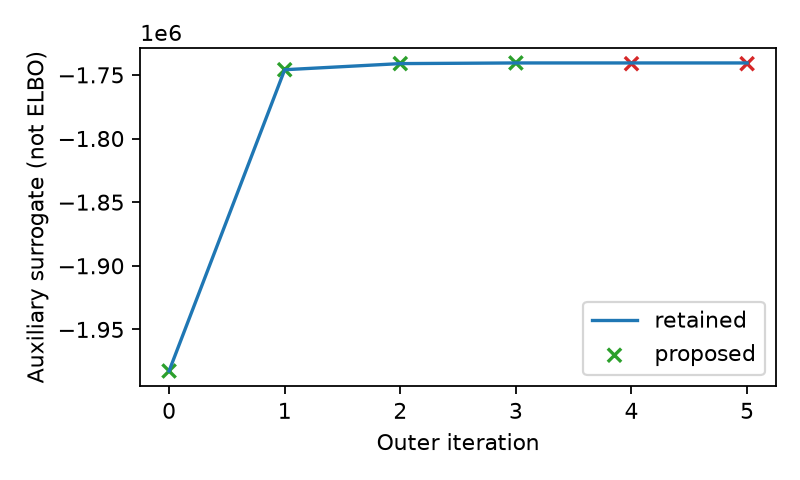 1e6
Auxiliary surrogate (not ELBO)
−1.75
−1.80
−1.85
−1.90
−1.95
retained
proposed
0 1 2 3 4 5
Outer iteration